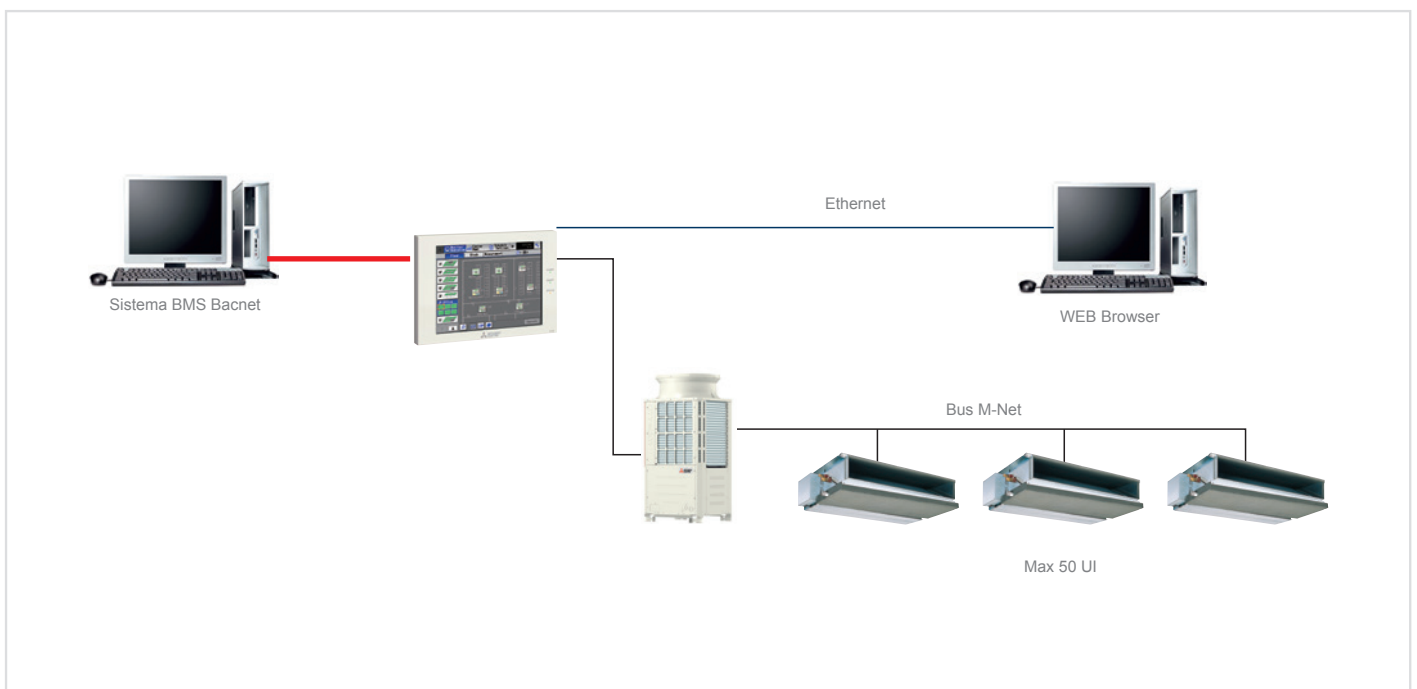 Ethernet
Sistema BMS Bacnet
WEB Browser
Bus M-Net
Max 50 UI